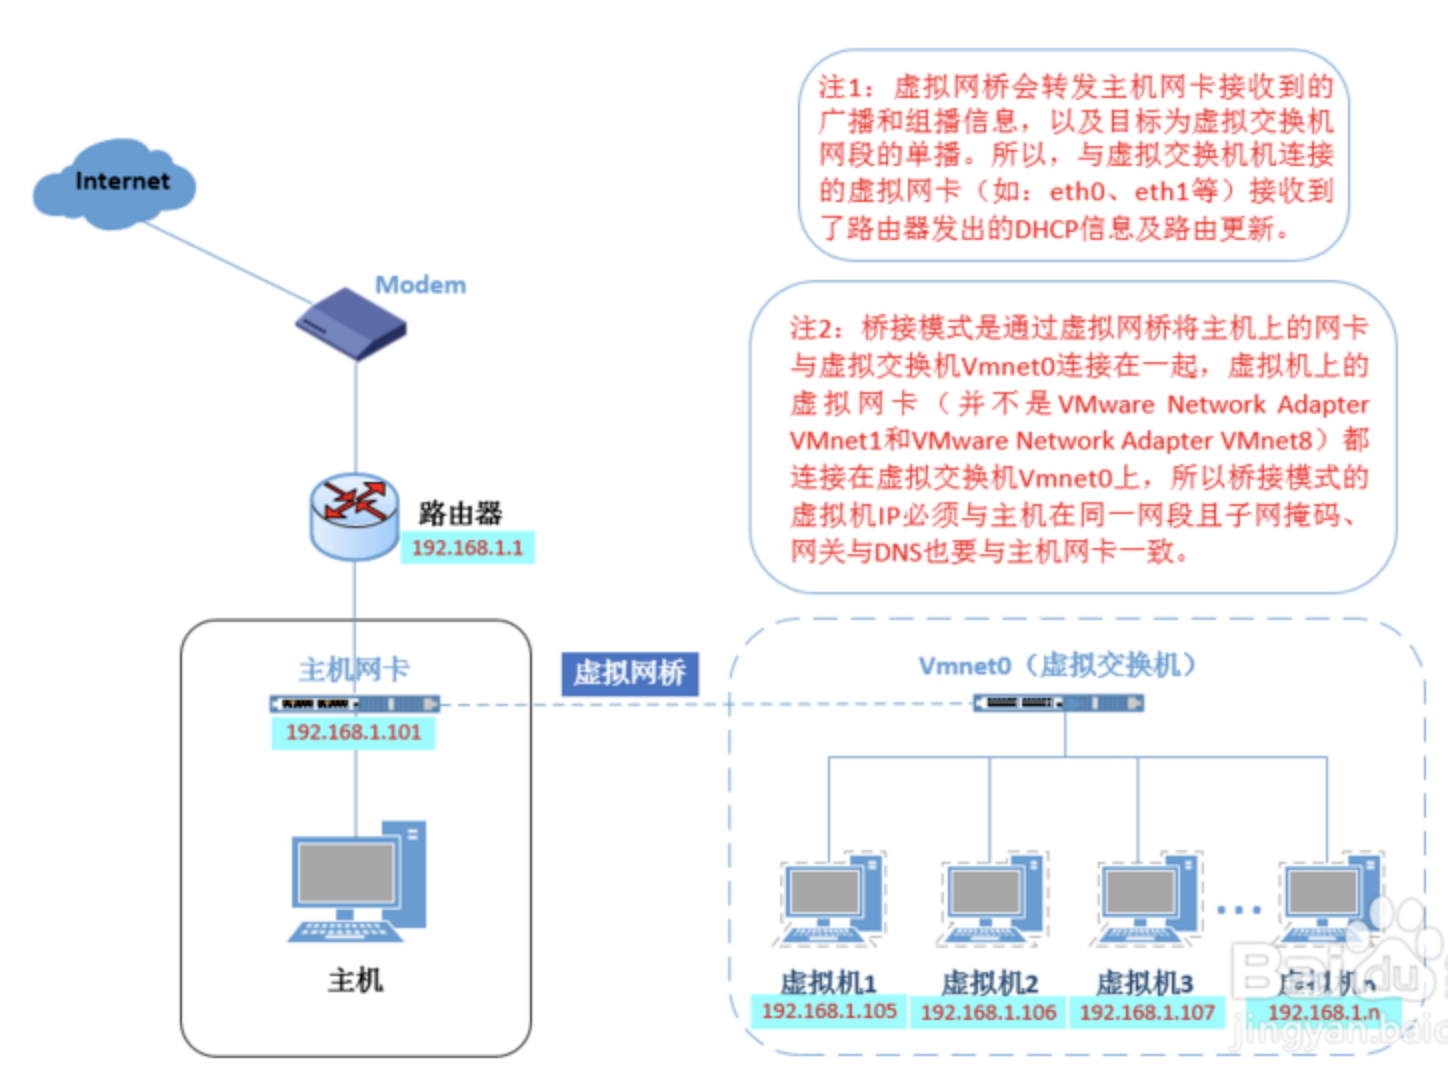 注1：虚拟网桥会转发主机网卡接收到的
广播和组播信息，以及目标为虚拟交换机
网段的单播。所以，与虚拟交换机机连接
的虚拟网卡（如：eth0、eth1等）接收到
了路由器发出的DHCP信息及路由更新。
Internet
Modem
注2：桥接模式是通过虚拟网桥将主机上的网卡
与虚拟交换机Vmnet0连接在一起，虚拟机上的
虚拟网卡（并不是VMware Network Adapter
VMnet1和VMware Network Adapter VMnet8）都
连接在虚拟交换机Vmnet0上，所以桥接模式的
虚拟机IP必须与主机在同一网段且子网掩码、
网关与DNS也要与主机网卡一致。
路由器
192.168.1.1
主机网卡
192.168.1.101
虚拟网桥
Vmnet0（虚拟交换机）
主机
虚拟机1
虚拟机2
虚拟机3
虚拟机n
192.168.1.105
192.168.1.106
192.168.1.107
192.168.1.n
Baidu
jingyan.baid